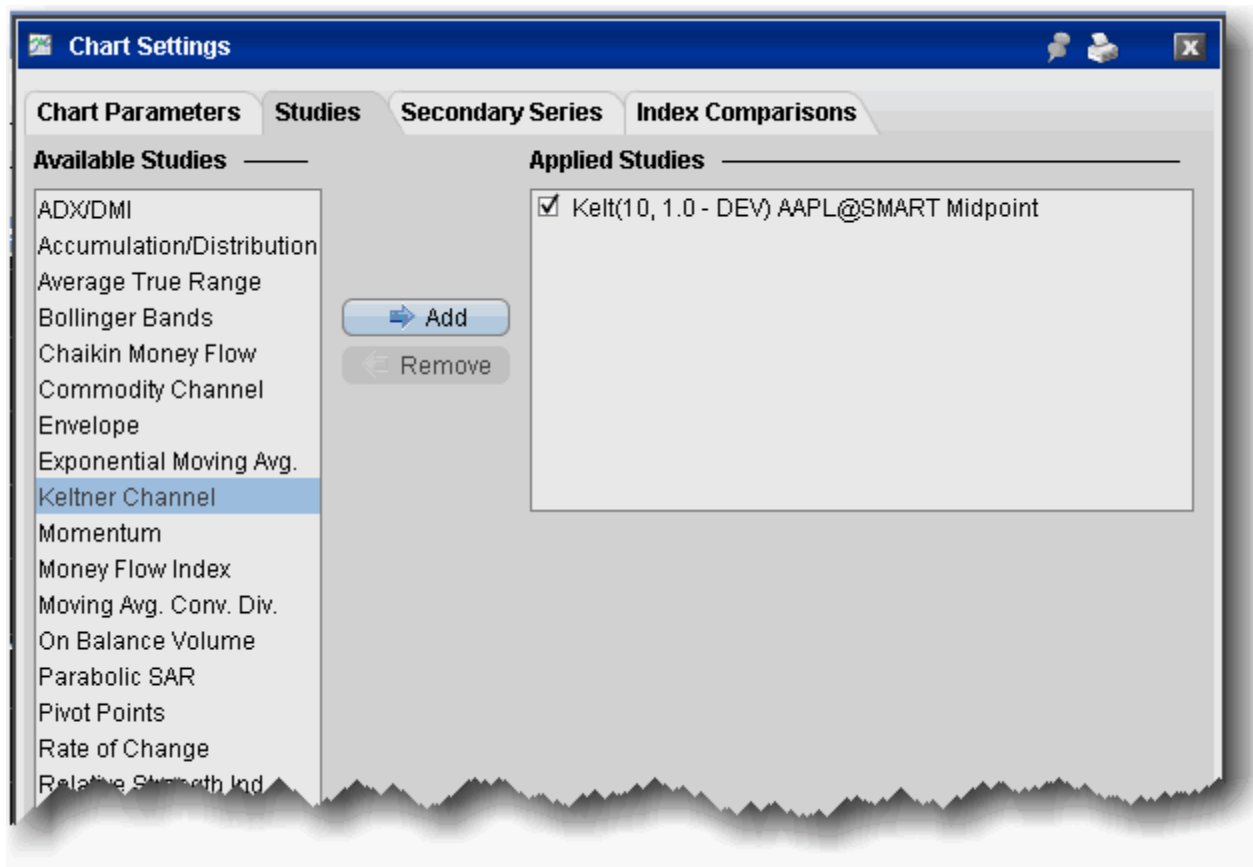 Chart Settings
Chart Parameters Studies Secondary Series Index Comparisons
Available Studies
ADX/DMI
Accumulation/Distribution
Average True Range
Bollinger Bands
Chaikin Money Flow
Commodity Channel
Envelope
Exponential Moving Avg.
Keltner Channel
Momentum
Money Flow Index
Moving Avg. Conv. Div.
On Balance Volume
Parabolic SAR
Pivot Points
Rate of Change
Relative Strength Ind
Add
Remove
Applied Studies
Kelt(10, 1.0 - DEV) AAPL@SMART Midpoint